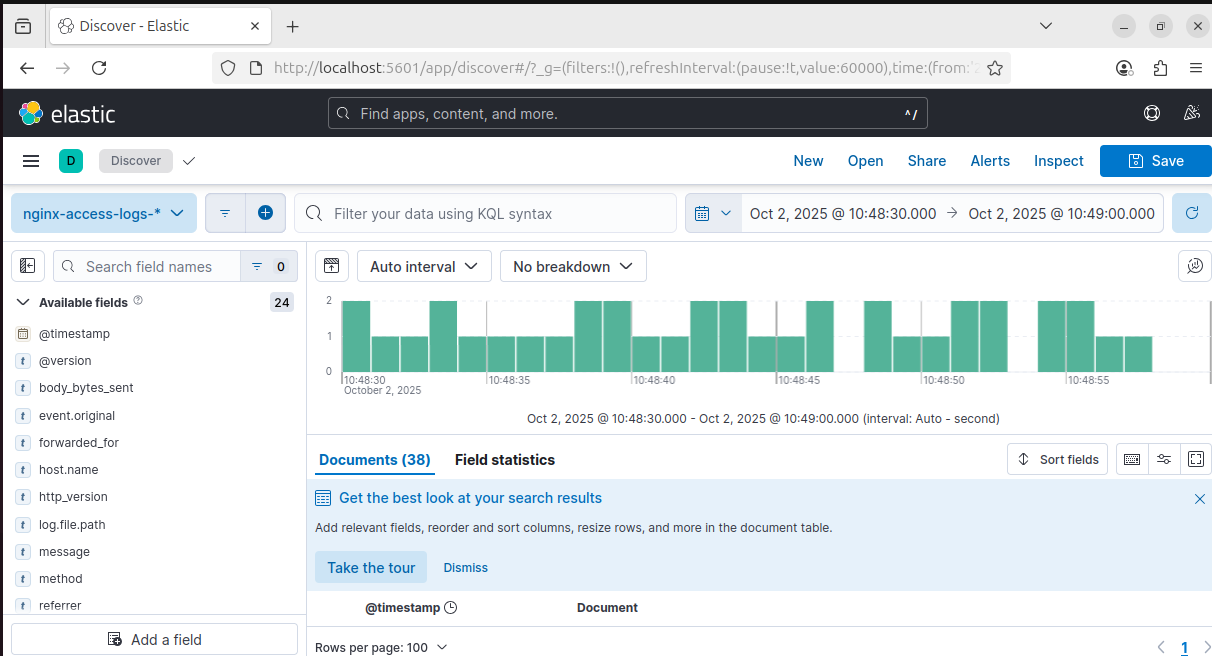 Discover - Elastic
http://localhost:5601/app/discover#/?_g=(filters:!(),refreshInterval:(pause:!t,value:60000),time:(from:'2
elastic
Find apps, content, and more.
^ /
D
Discover
New
Open
Share
Alerts
Inspect
Save
nginx-access-logs-*
Filter your data using KQL syntax
Oct 2, 2025 @ 10:48:30.000 → Oct 2, 2025 @ 10:49:00.000
Search field names
0
Auto interval
No breakdown
Available fields
24
@timestamp
t @version
t body_bytes_sent
t event.original
t forwarded_for
t host.name
t http_version
t log.file.path
t message
t method
t referrer
Add a field
2
1
0
10:48:30
October 2, 2025
10:48:35
10:48:40
10:48:45
10:48:50
10:48:55
Oct 2, 2025 @ 10:48:30.000 - Oct 2, 2025 @ 10:49:00.000 (interval: Auto - second)
Documents (38)
Field statistics
Sort fields
Get the best look at your search results
Add relevant fields, reorder and sort columns, resize rows, and more in the document table.
Take the tour
Dismiss
@timestamp
Document
Rows per page: 100
1